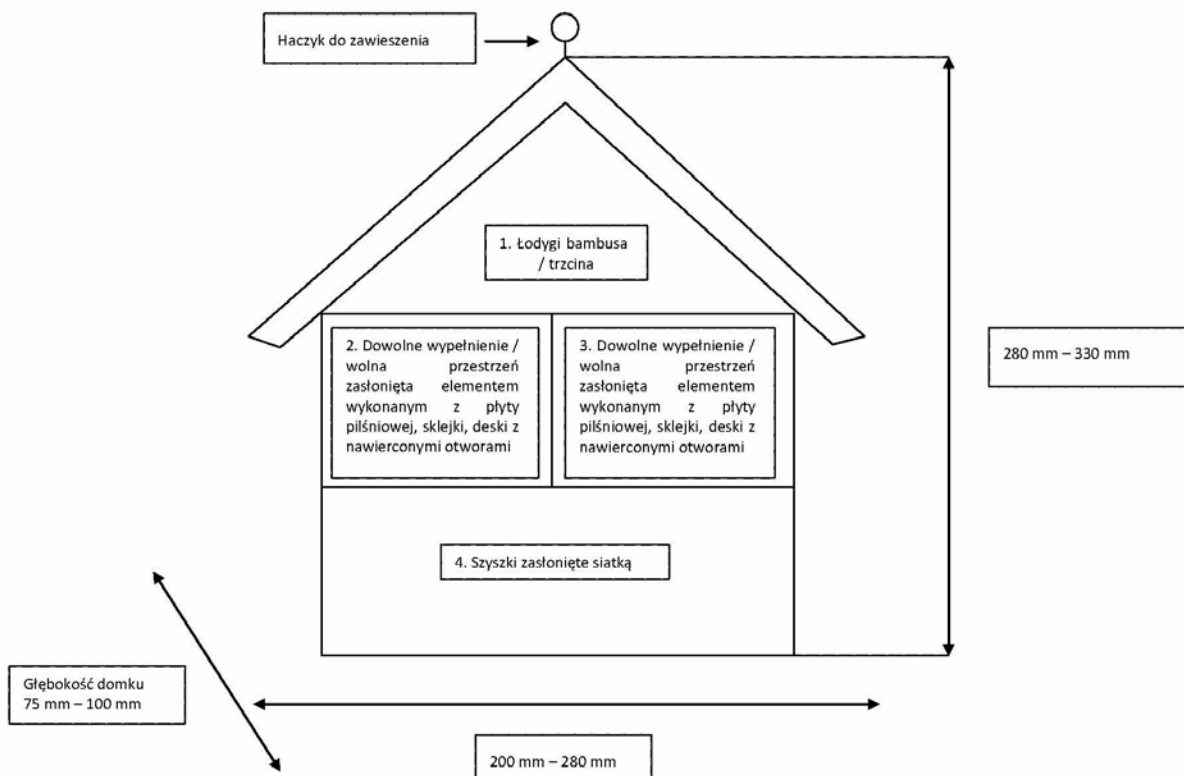 Haczyk do zawieszenia
1. Łodygi bambusa
/ trzcina
2. Dowolne wypełnienie /
wolna przestrzeń
zasłonięta elementem
wykonanym z płyty
pilśniowej, sklejki, deski z
nawierconymi otworami
3. Dowolne wypełnienie /
wolna przestrzeń
zasłonięta elementem
wykonanym z płyty
pilśniowej, sklejki, deski z
nawierconymi otworami
280 mm – 330 mm
4. Szyszki zasłonięte siatką
Głębokość domku
75 mm – 100 mm
200 mm – 280 mm